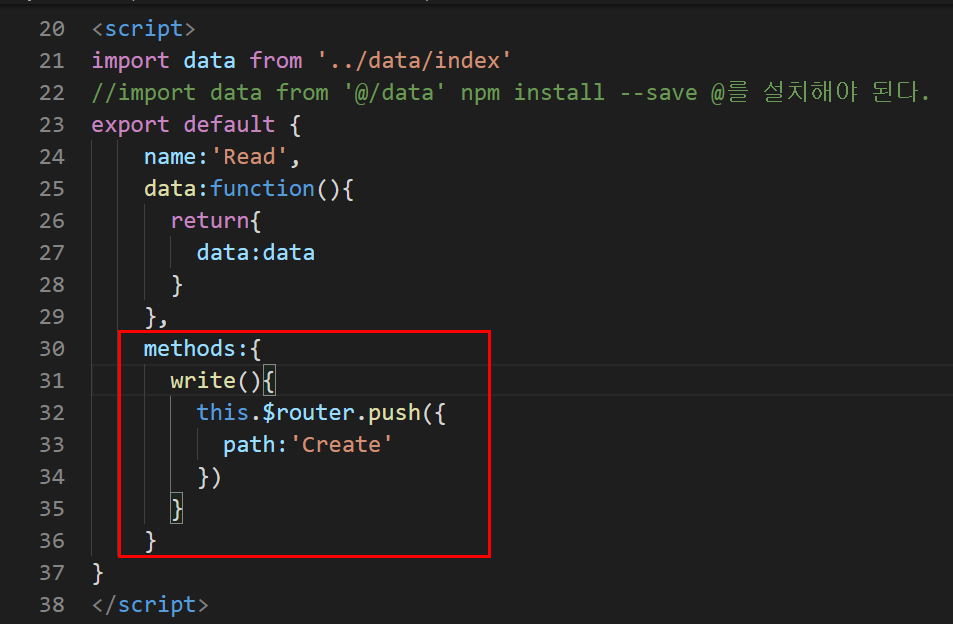 20 <script>
21 import data from '../data/index'
22 //import data from '@/data' npm install --save @를 설치해야 된다.
23 export default {
24     name:'Read',
25     data:function(){
26       return{
27         data:data
28       }
29     },
30     methods:{
31       write(){
32         this.$router.push({
33           path:'Create'
34         })
35       }
36     }
37 }
38 </script>